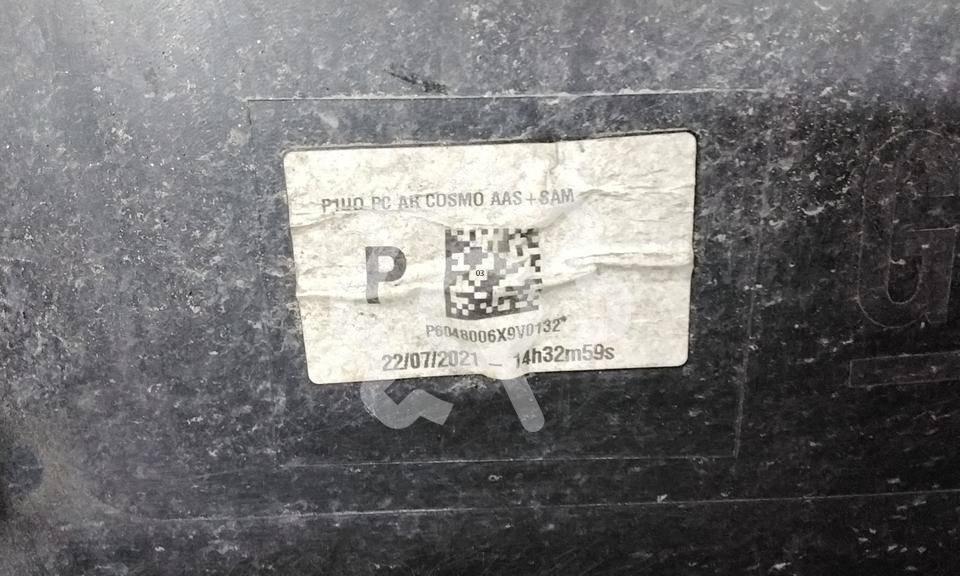 P1UO PC AR COSMO AAS+SAM
P
03
P6048006X9V0132*
22/07/2021 _ 14h32m59s
G